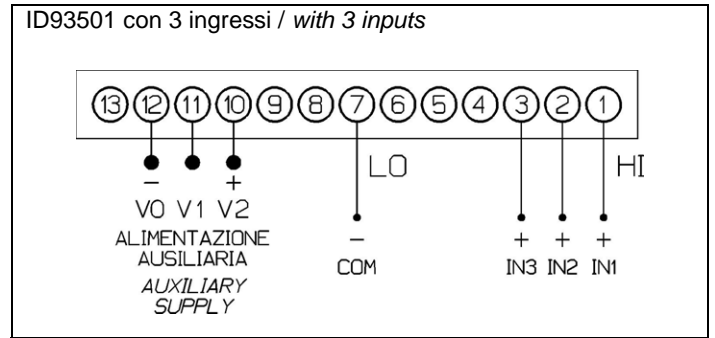 ID93501 con 3 ingressi / with 3 inputs
13 12 11 10 9 8 7 6 5 4 3 2 1
LO HI
- +
V0 V1 V2
ALIMENTAZIONE
AUSILIARIA
AUXILIARY
SUPPLY
-
COM
+ + +
IN3 IN2 IN1